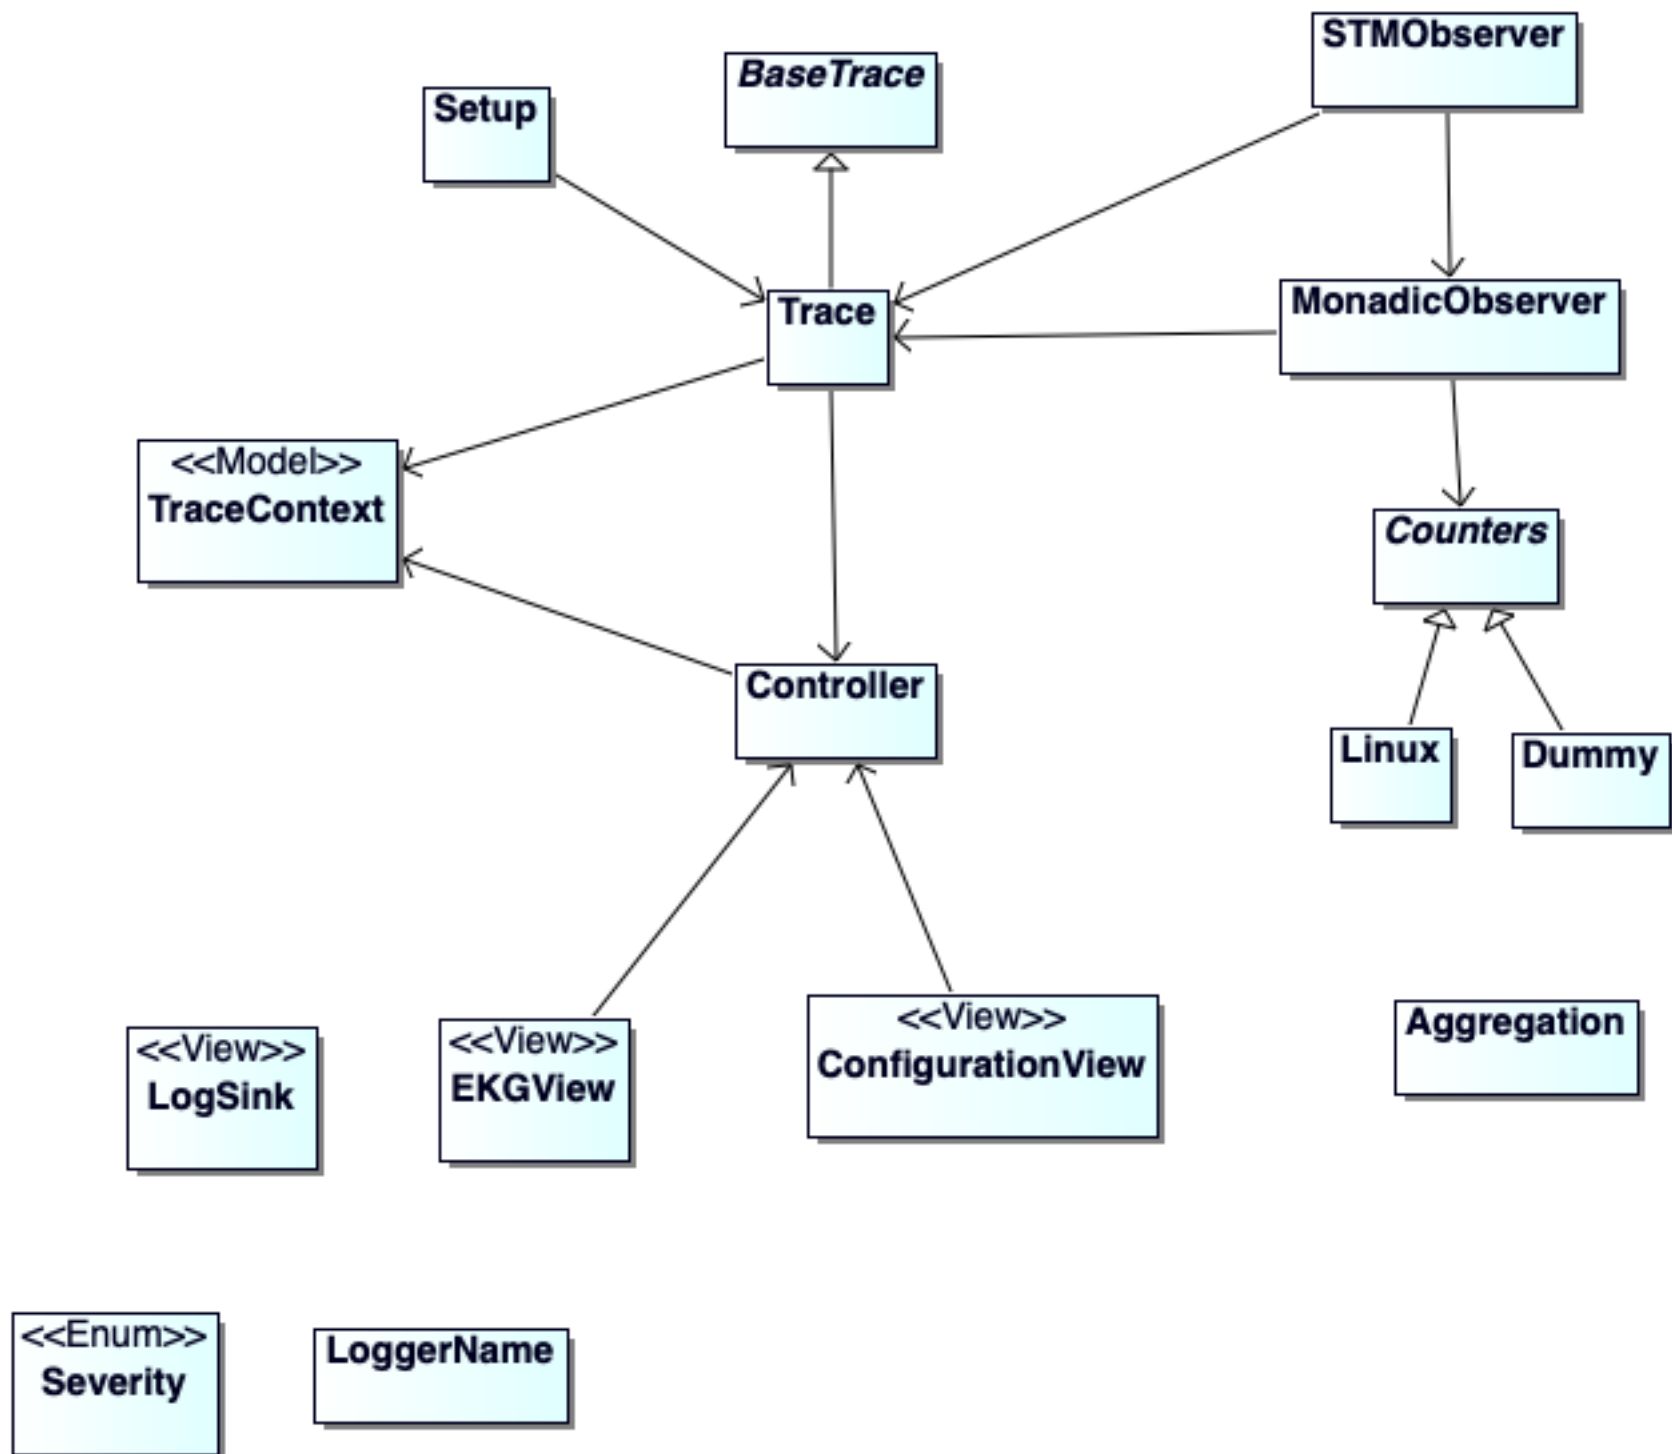 STMObserver
BaseTrace
Setup
MonadicObserver
Trace
<<Model>>
TraceContext
Counters
Controller
Linux
Dummy
<<View>>
LogSink
<<View>>
EKGView
<<View>>
ConfigurationView
Aggregation
<<Enum>>
Severity
LoggerName